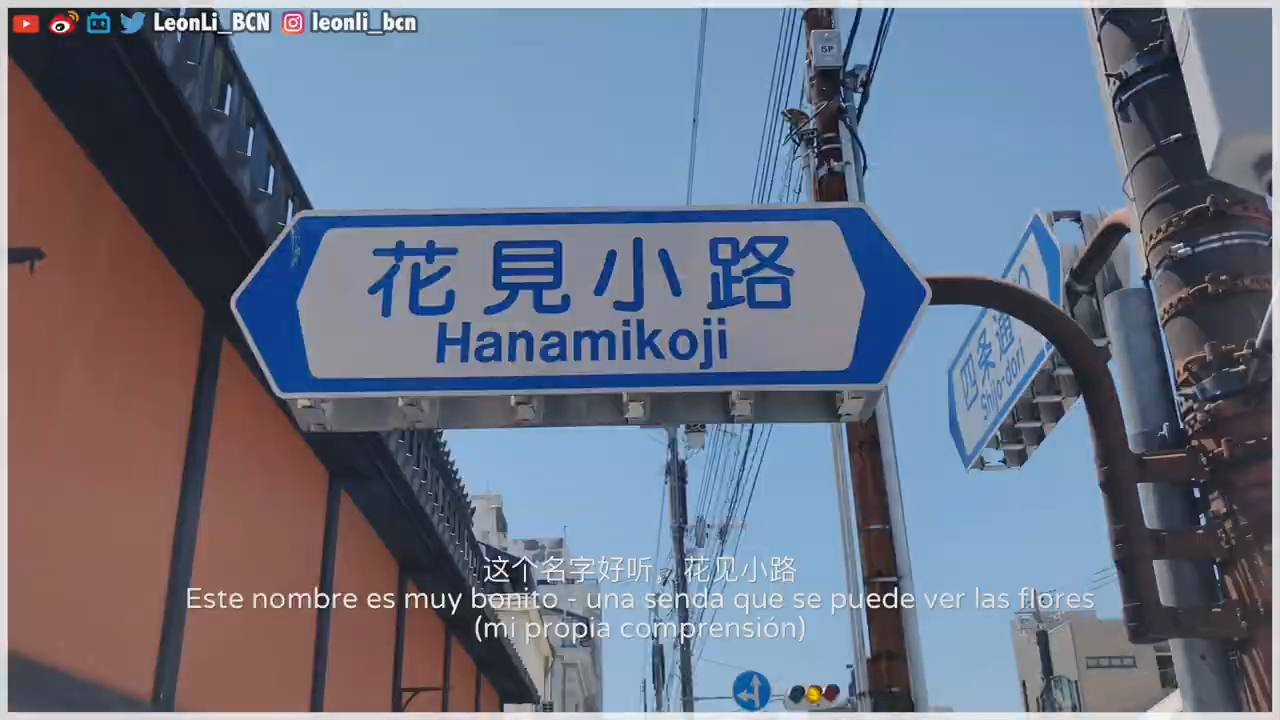 LeonLi_BCN leonli_bcn
SP
花見小路
Hanamikoji
四条通
Shijo-dori
这个名字好听，花见小路
Este nombre es muy bonito - una senda que se puede ver las flores
(mi propia comprensión)